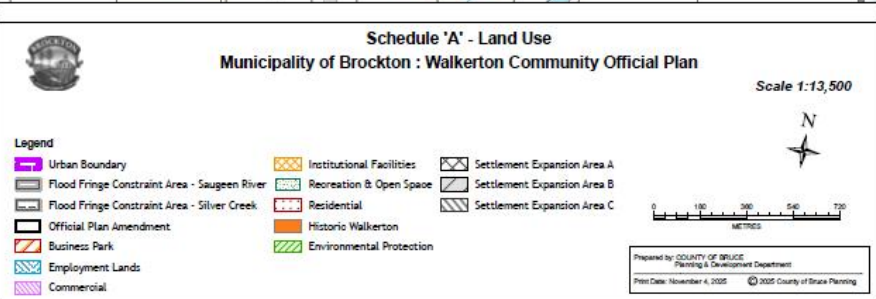 BROCKTON
Schedule 'A' - Land Use
Municipality of Brockton : Walkerton Community Official Plan
Scale 1:13,500
N
Legend
Urban Boundary
Flood Fringe Constraint Area - Saugeen River
Flood Fringe Constraint Area - Silver Creek
Official Plan Amendment
Business Park
Employment Lands
Commercial
Institutional Facilities
Recreation & Open Space
Residential
Historic Walkerton
Environmental Protection
Settlement Expansion Area A
Settlement Expansion Area B
Settlement Expansion Area C
0 180 360 540 720
METRES
Prepared by: COUNTY OF BRUCE
Planning & Development Department
Print Date: November 4, 2025 © 2025 County of Bruce Planning